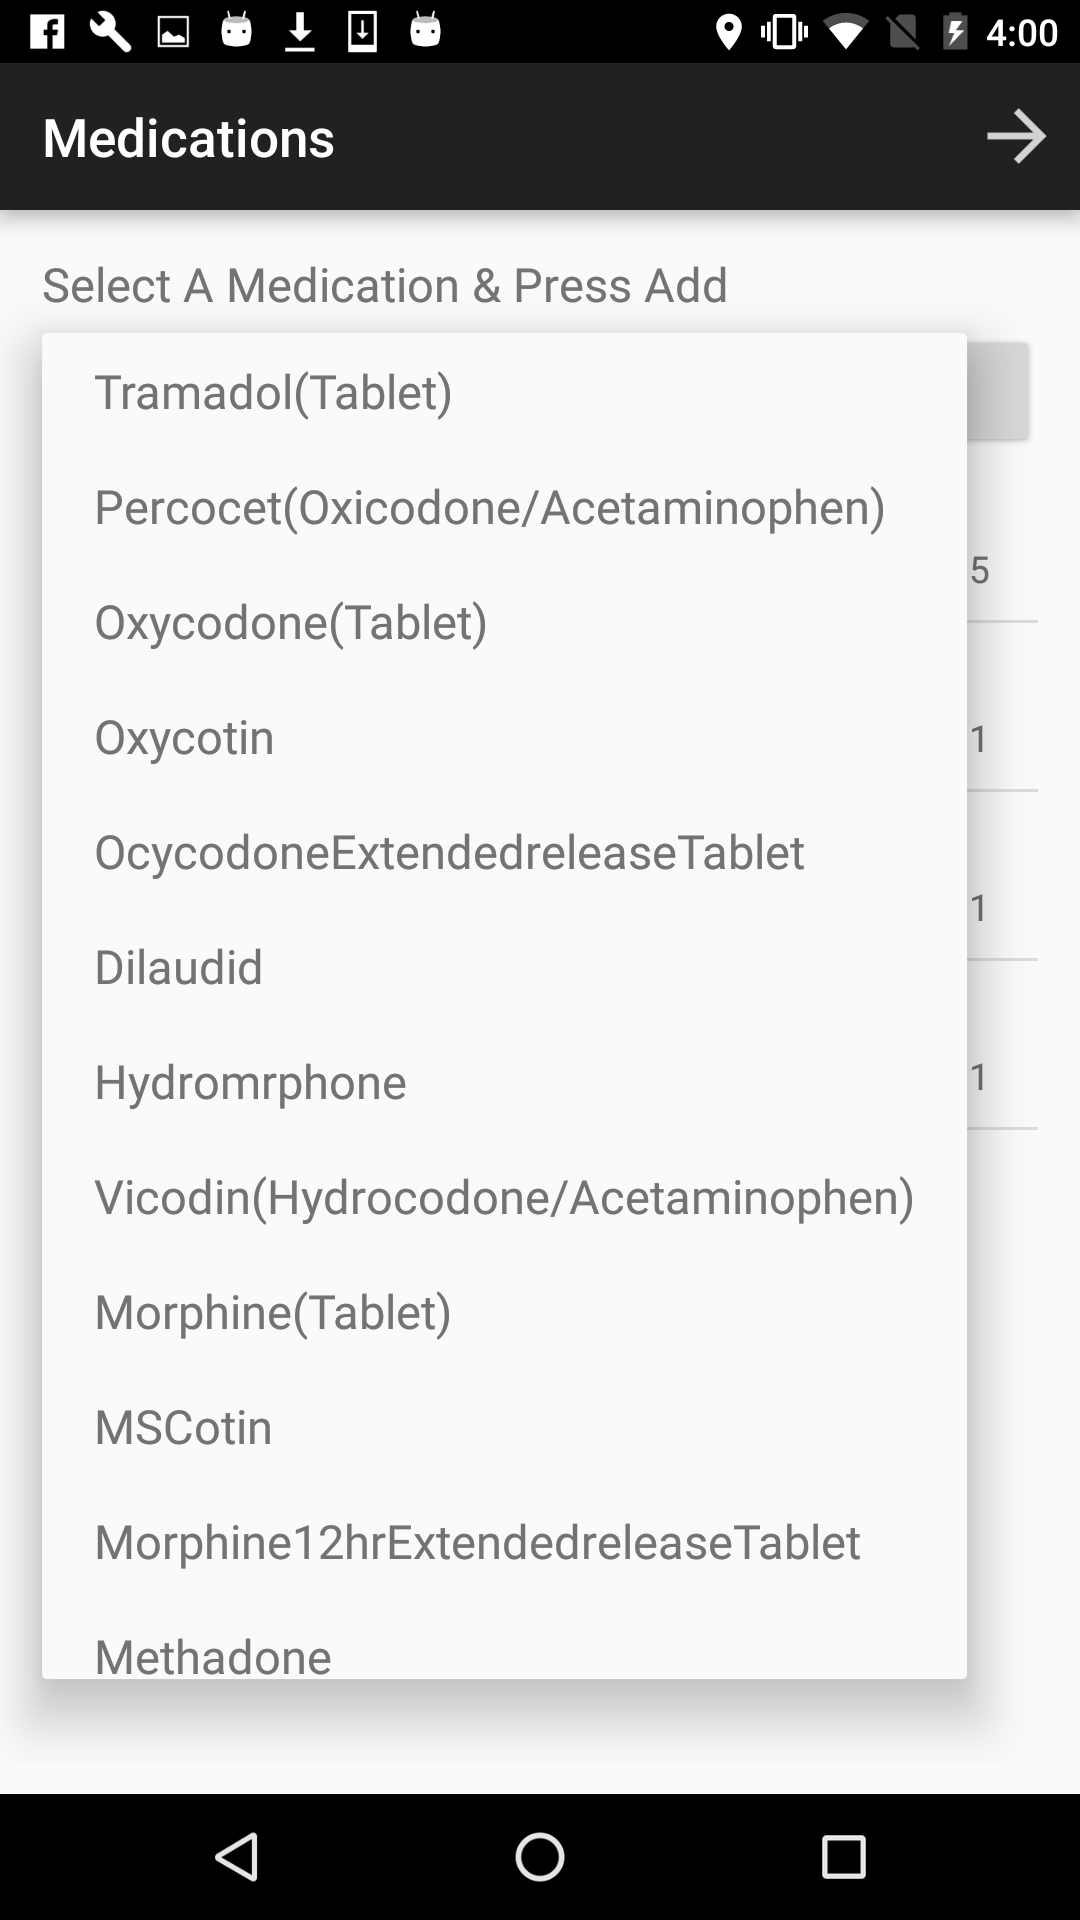 4:00
Medications
Select A Medication & Press Add
Tramadol(Tablet)
Percocet(Oxicodone/Acetaminophen)
5
Oxycodone(Tablet)
Oxycotin
1
OcycodoneExtendedreleaseTablet
1
Dilaudid
Hydromrphone
1
Vicodin(Hydrocodone/Acetaminophen)
Morphine(Tablet)
MSCotin
Morphine12hrExtendedreleaseTablet
Methadone